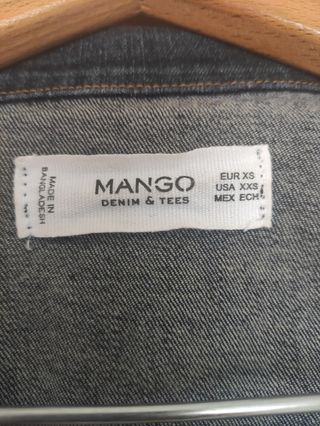 MADE IN
BANGLADESH
MANGO
DENIM & TEES
EUR XS
USA XXS
MEX ECH